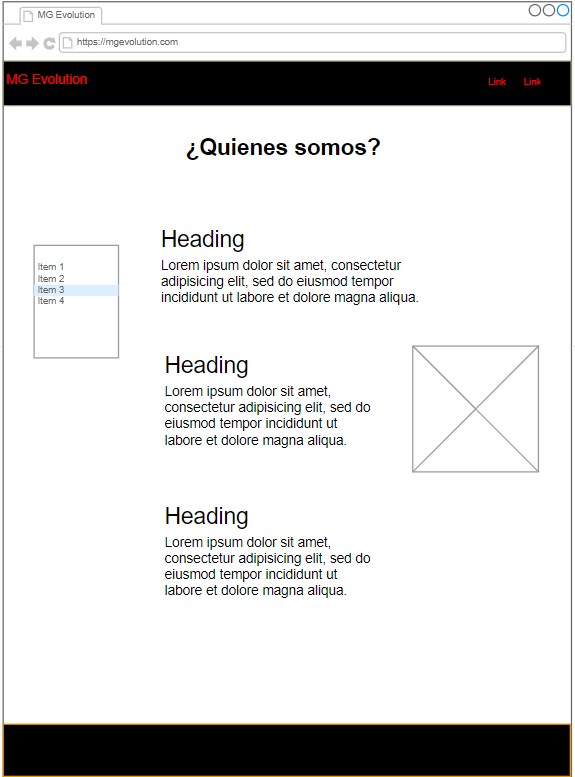 MG Evolution
https://mgevolution.com
MG Evolution
Link Link
¿Quienes somos?
Item 1
Item 2
Item 3
Item 4
Heading
Lorem ipsum dolor sit amet, consectetur
adipisicing elit, sed do eiusmod tempor
incididunt ut labore et dolore magna aliqua.
Heading
Lorem ipsum dolor sit amet,
consectetur adipisicing elit, sed do
eiusmod tempor incididunt ut
labore et dolore magna aliqua.
Heading
Lorem ipsum dolor sit amet,
consectetur adipisicing elit, sed do
eiusmod tempor incididunt ut
labore et dolore magna aliqua.